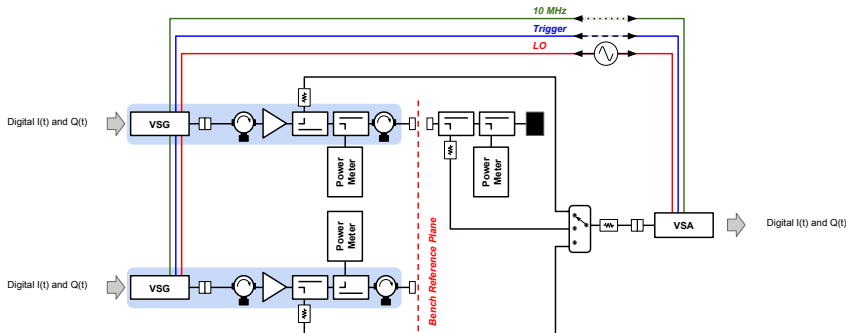 10 MHz
Trigger
LO
Digital I(t) and Q(t)
VSG
Power
Meter
Power
Meter
Power
Meter
Bench Reference Plane
VSA
Digital I(t) and Q(t)
Digital I(t) and Q(t)
VSG